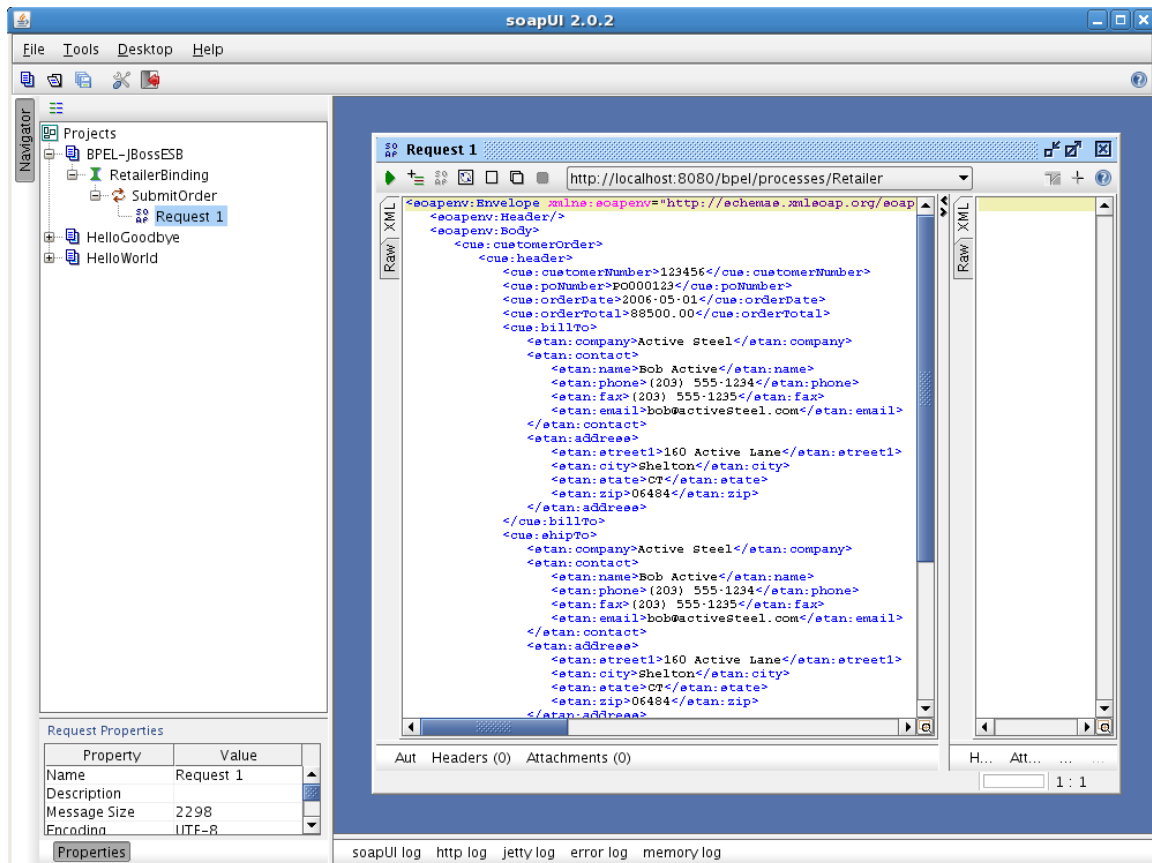 soapUI 2.0.2
File Tools Desktop Help
Navigator
Projects
BPEL-JBossESB
RetailerBinding
SubmitOrder
SO AP Request 1
HelloGoodbye
HelloWorld
Request Properties
Property Value
Name Request 1
Description
Message Size 2298
Encoding UTF-8
Properties
SO AP Request 1
http://localhost:8080/bpel/processes/Retailer
XML
Raw
<soapenv:Envelope xmlns:soapenv="http://schemas.xmlsoap.org/soap
<soapenv:Header/>
<soapenv:Body>
<cus:customerOrder>
<cus:header>
<cus:customerNumber>123456</cus:customerNumber>
<cus:poNumber>PO000123</cus:poNumber>
<cus:orderDate>2006-05-01</cus:orderDate>
<cus:orderTotal>88500.00</cus:orderTotal>
<cus:billTo>
<stan:company>Active Steel</stan:company>
<stan:contact>
<stan:name>Bob Active</stan:name>
<stan:phone>(203) 555-1234</stan:phone>
<stan:fax>(203) 555-1235</stan:fax>
<stan:email>bob@activeSteel.com</stan:email>
</stan:contact>
<stan:address>
<stan:street1>160 Active Lane</stan:street1>
<stan:city>Shelton</stan:city>
<stan:state>CT</stan:state>
<stan:zip>06484</stan:zip>
</stan:address>
</cus:billTo>
<cus:shipTo>
<stan:company>Active Steel</stan:company>
<stan:contact>
<stan:name>Bob Active</stan:name>
<stan:phone>(203) 555-1234</stan:phone>
<stan:fax>(203) 555-1235</stan:fax>
<stan:email>bob@activeSteel.com</stan:email>
</stan:contact>
<stan:address>
<stan:street1>160 Active Lane</stan:street1>
<stan:city>Shelton</stan:city>
<stan:state>CT</stan:state>
<stan:zip>06484</stan:zip>
</stan:address>
XML
Raw
Aut Headers (0) Attachments (0)
H... Att... ... ...
1 : 1
soapUI log http log jetty log error log memory log